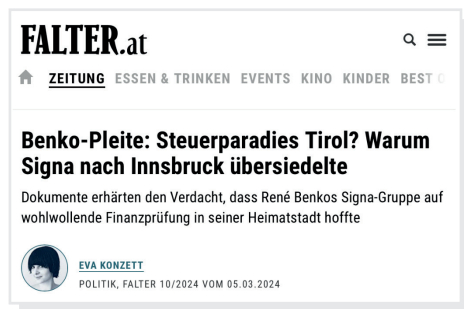 FALTER.at
ZEITUNG ESSEN & TRINKEN EVENTS KINO KINDER BEST O
Benko-Pleite: Steuerparadies Tirol? Warum
Signa nach Innsbruck übersiedelte
Dokumente erhärten den Verdacht, dass René Benkos Signa-Gruppe auf
wohlwollende Finanzprüfung in seiner Heimatstadt hoffte
EVA KONZETT
POLITIK, FALTER 10/2024 VOM 05.03.2024